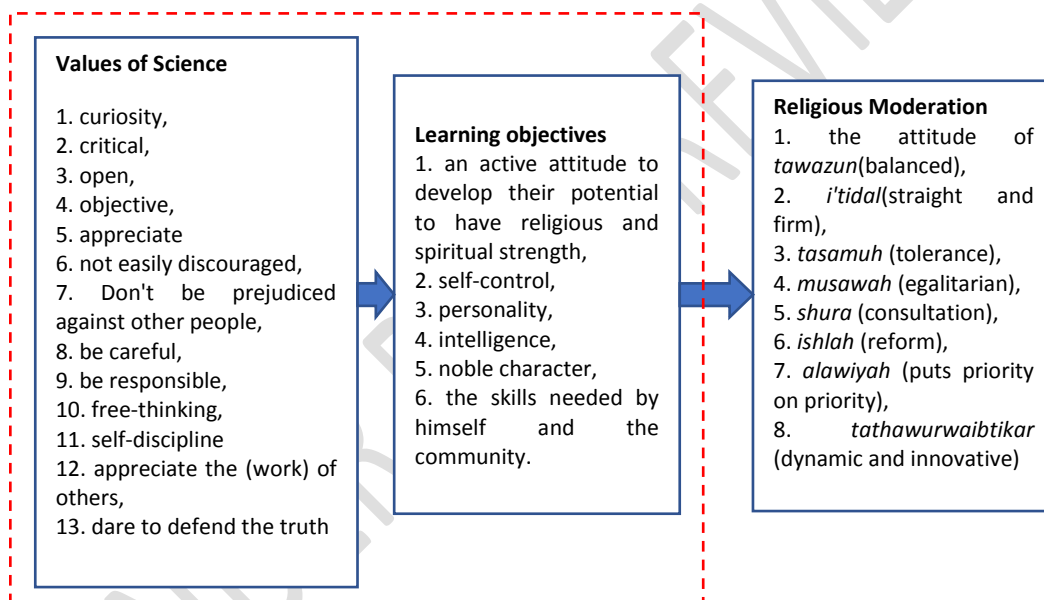 Values of Science
1. curiosity,
2. critical,
3. open,
4. objective,
5. appreciate
6. not easily discouraged,
7. Don't be prejudiced
against other people,
8. be careful,
9. be responsible,
10. free-thinking,
11. self-discipline
12. appreciate the (work) of
others,
13. dare to defend the truth
Learning objectives
1. an active attitude to
develop their potential
to have religious and
spiritual strength,
2. self-control,
3. personality,
4. intelligence,
5. noble character,
6. the skills needed by
himself and the
community.
Religious Moderation
1. the attitude of
tawazun(balanced),
2. i'tidal(straight and
firm),
3. tasamuh (tolerance),
4. musawah (egalitarian),
5. shura (consultation),
6. ishlah (reform),
7. alawiyah (puts priority
on priority),
8. tathawurwaibtikar
(dynamic and innovative)